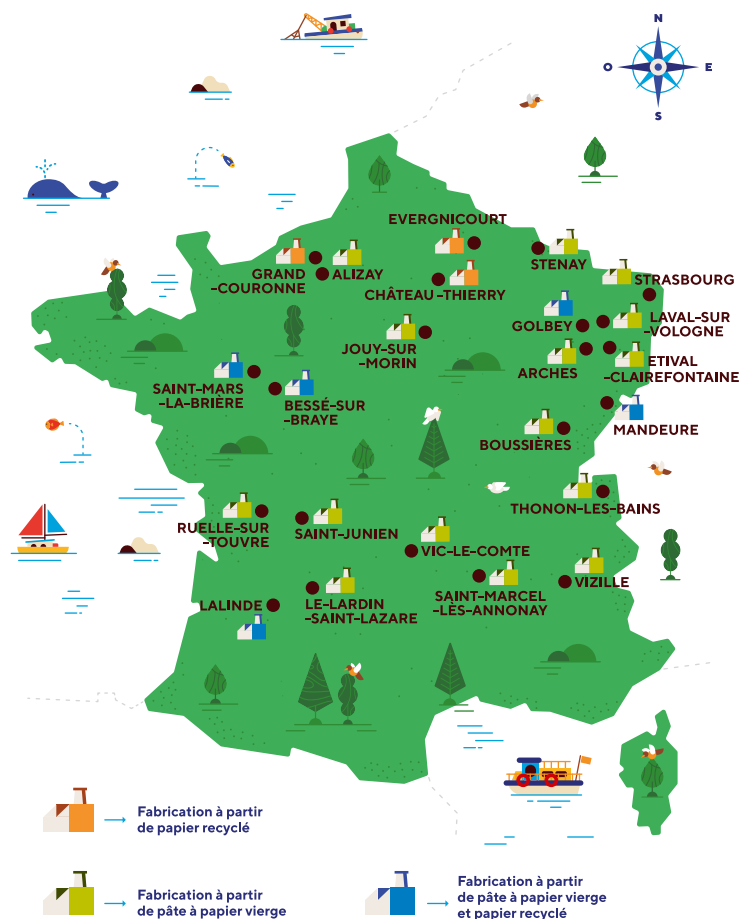 N
O
E
S
EVERGNICOURT
GRAND
-COURONNE
ALIZAY
CHÂTEAU-THIERRY
STENAY
STRASBOURG
GOLBEY
LAVAL-SUR
-VOLOGNE
JOUY-SUR
-MORIN
ARCHES
ETIVAL
-CLAIREFONTAINE
SAINT-MARS
-LA-BRIÈRE
BESSÉ-SUR
-BRAYE
MANDEURE
BOUSSIÈRES
THONON-LES-BAINS
RUELLE-SUR
-TOUVRE
SAINT-JUNIEN
VIC-LE-COMTE
SAINT-MARCEL
-LÈS-ANNONAY
VIZILLE
LALINDE
LE-LARDIN
-SAINT-LAZARE
Fabrication à partir
de papier recyclé
Fabrication à partir
de pâte à papier vierge
Fabrication à partir
de pâte à papier vierge
et papier recyclé